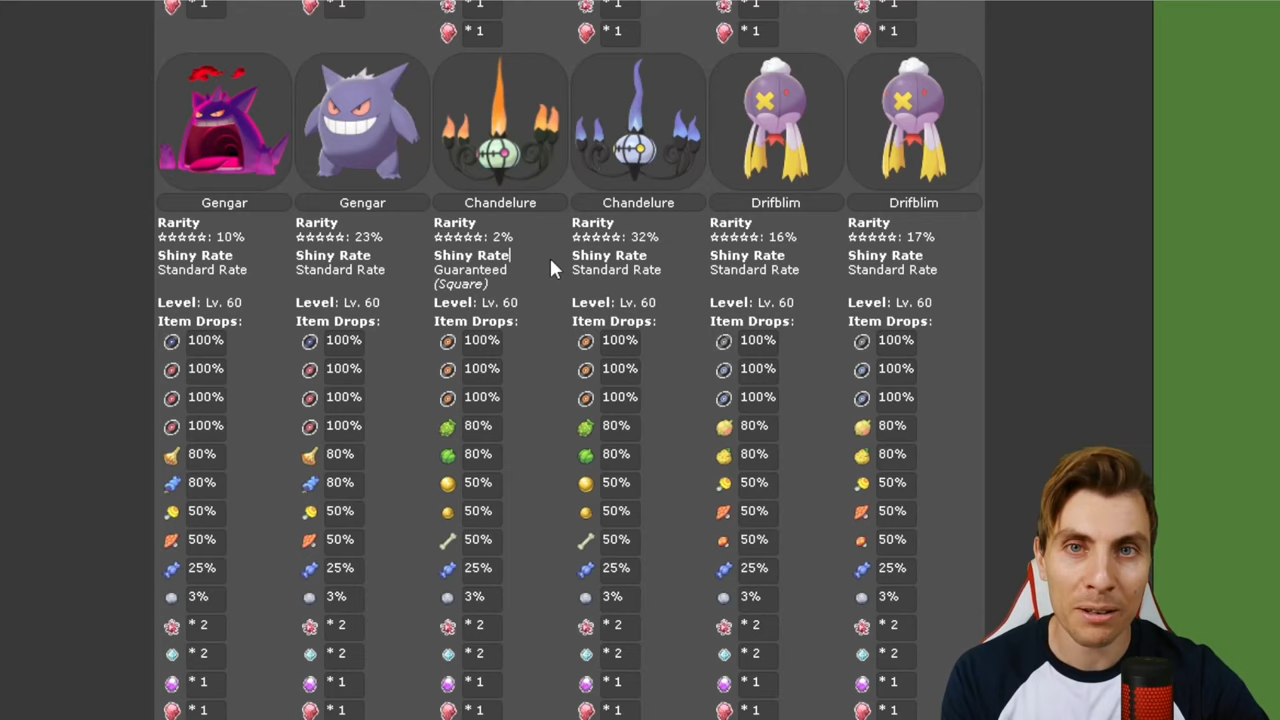 * 1 * 1 * 1 * 1 * 1 * 1
* 1 * 1 * 1 * 1
Gengar Gengar Chandelure Chandelure Drifblim Drifblim
Rarity Rarity Rarity Rarity Rarity Rarity
☆☆☆☆☆: 10% ☆☆☆☆☆: 23% ☆☆☆☆☆: 2% ☆☆☆☆☆: 32% ☆☆☆☆☆: 16% ☆☆☆☆☆: 17%
Shiny Rate Shiny Rate Shiny Rate Shiny Rate Shiny Rate Shiny Rate
Standard Rate Standard Rate Guaranteed Standard Rate Standard Rate Standard Rate
(Square)
Level: Lv. 60 Level: Lv. 60 Level: Lv. 60 Level: Lv. 60 Level: Lv. 60 Level: Lv. 60
Item Drops: Item Drops: Item Drops: Item Drops: Item Drops: Item Drops:
100% 100% 100% 100% 100% 100%
100% 100% 100% 100% 100% 100%
100% 100% 100% 100% 100% 100%
100% 100% 80% 80% 80% 80%
80% 80% 80% 80% 80% 80%
80% 80% 50% 50% 50% 50%
50% 50% 50% 50% 50% 50%
50% 50% 50% 50% 50% 50%
25% 25% 25% 25% 25% 25%
3% 3% 3% 3% 3% 3%
* 2 * 2 * 2 * 2 * 2 * 2
* 2 * 2 * 2 * 2 * 2 * 2
* 1 * 1 * 1 * 1 * 1 * 1
* 1 * 1 * 1 * 1 * 1 * 1